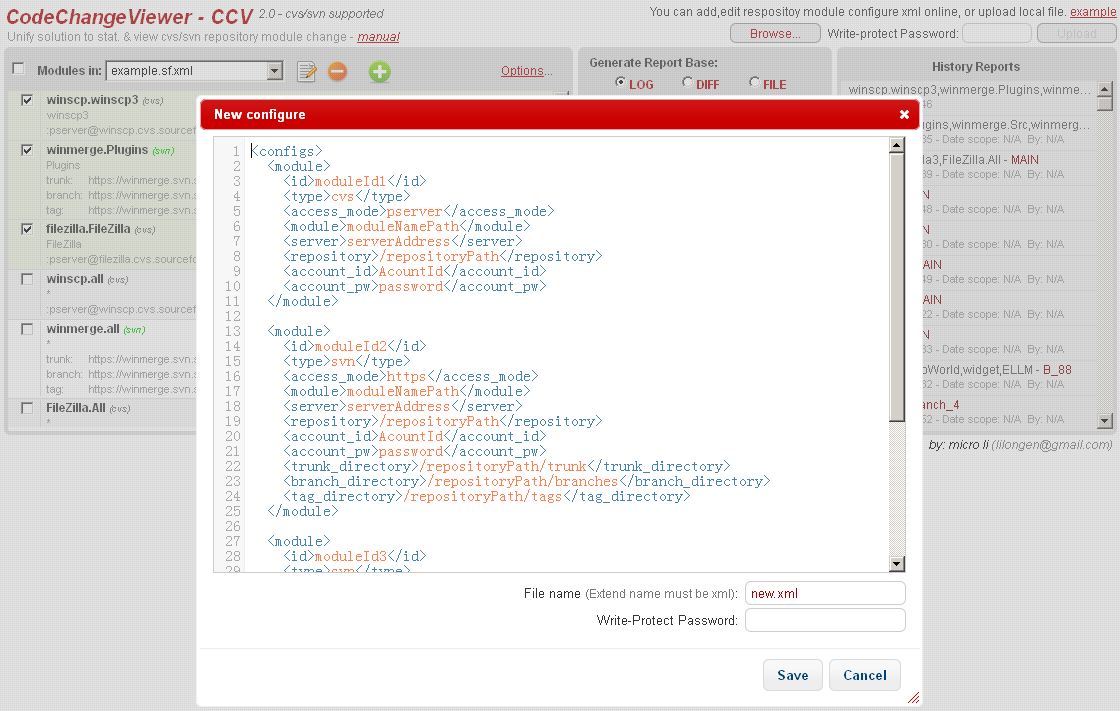 CodeChangeViewer - CCV 2.0 - cvs/svn supported
Unify solution to stat. & view cvs/svn repository module change - manual
You can add,edit respositoy module configure xml online, or upload local file. example
Browse... Write-protect Password: Upload
Modules in: example.sf.xml Options...
winscp.winscp3 (cvs)
winscp3
:pserver@winscp.cvs.sourcef
winmerge.Plugins (svn)
Plugins
trunk: https://winmerge.svn.s
branch: https://winmerge.svn.s
tag: https://winmerge.svn.s
filezilla.FileZilla (cvs)
FileZilla
:pserver@filezilla.cvs.sourcef
winscp.all (cvs)
*
:pserver@winscp.cvs.sourcef
winmerge.all (svn)
*
trunk: https://winmerge.svn.s
branch: https://winmerge.svn.s
tag: https://winmerge.svn.s
FileZilla.All (cvs)
*
Generate Report Base:
LOG DIFF FILE
History Reports
winscp.winscp3,winmerge.Plugins,winme...
46
ugins,winmerge.Src,winmerg...
35 - Date scope: N/A By: N/A
la3,FileZilla.All - MAIN
39 - Date scope: N/A By: N/A
N
48 - Date scope: N/A By: N/A
N
30 - Date scope: N/A By: N/A
AIN
49 - Date scope: N/A By: N/A
AIN
22 - Date scope: N/A By: N/A
N
33 - Date scope: N/A By: N/A
oWorld,widget,ELLM - B_88
32 - Date scope: N/A By: N/A
anch_4
52 - Date scope: N/A By: N/A
by: micro li (lilongen@gmail.com)
New configure
1 <configs>
2 <module>
3 <id>moduleId1</id>
4 <type>cvs</type>
5 <access_mode>pserver</access_mode>
6 <module>moduleNamePath</module>
7 <server>serverAddress</server>
8 <repository>/repositoryPath</repository>
9 <account_id>AcountId</account_id>
10 <account_pw>password</account_pw>
11 </module>
12
13 <module>
14 <id>moduleId2</id>
15 <type>svn</type>
16 <access_mode>https</access_mode>
17 <module>moduleNamePath</module>
18 <server>serverAddress</server>
19 <repository>/repositoryPath</repository>
20 <account_id>AcountId</account_id>
21 <account_pw>password</account_pw>
22 <trunk_directory>/repositoryPath/trunk</trunk_directory>
23 <branch_directory>/repositoryPath/branches</branch_directory>
24 <tag_directory>/repositoryPath/tags</tag_directory>
25 </module>
26
27 <module>
28 <id>moduleId3</id>
29 <type>svn</type>
File name (Extend name must be xml): new.xml
Write-Protect Password:
Save Cancel